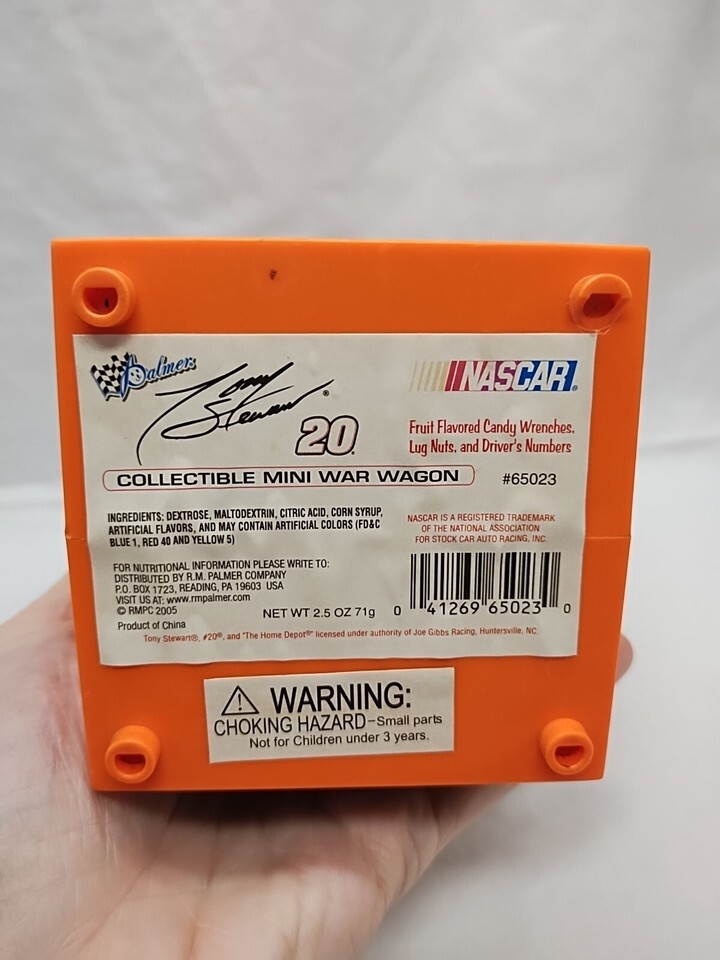 Palmer
Tony Stewart ®
20
NASCAR®
Fruit Flavored Candy Wrenches,
Lug Nuts, and Driver's Numbers
COLLECTIBLE MINI WAR WAGON
#65023
INGREDIENTS: DEXTROSE, MALTODEXTRIN, CITRIC ACID, CORN SYRUP,
ARTIFICIAL FLAVORS, AND MAY CONTAIN ARTIFICIAL COLORS (FD&C
BLUE 1, RED 40 AND YELLOW 5)
NASCAR IS A REGISTERED TRADEMARK
OF THE NATIONAL ASSOCIATION
FOR STOCK CAR AUTO RACING, INC.
FOR NUTRITIONAL INFORMATION PLEASE WRITE TO:
DISTRIBUTED BY R.M. PALMER COMPANY
P.O. BOX 1723, READING, PA 19603 USA
VISIT US AT: www.rmpalmer.com
© RMPC 2005
NET WT 2.5 OZ 71g
0 41269 65023 0
Product of China
Tony Stewart®, #20®, and "The Home Depot®" licensed under authority of Joe Gibbs Racing, Huntersville, NC.
WARNING:
CHOKING HAZARD-Small parts
Not for Children under 3 years.